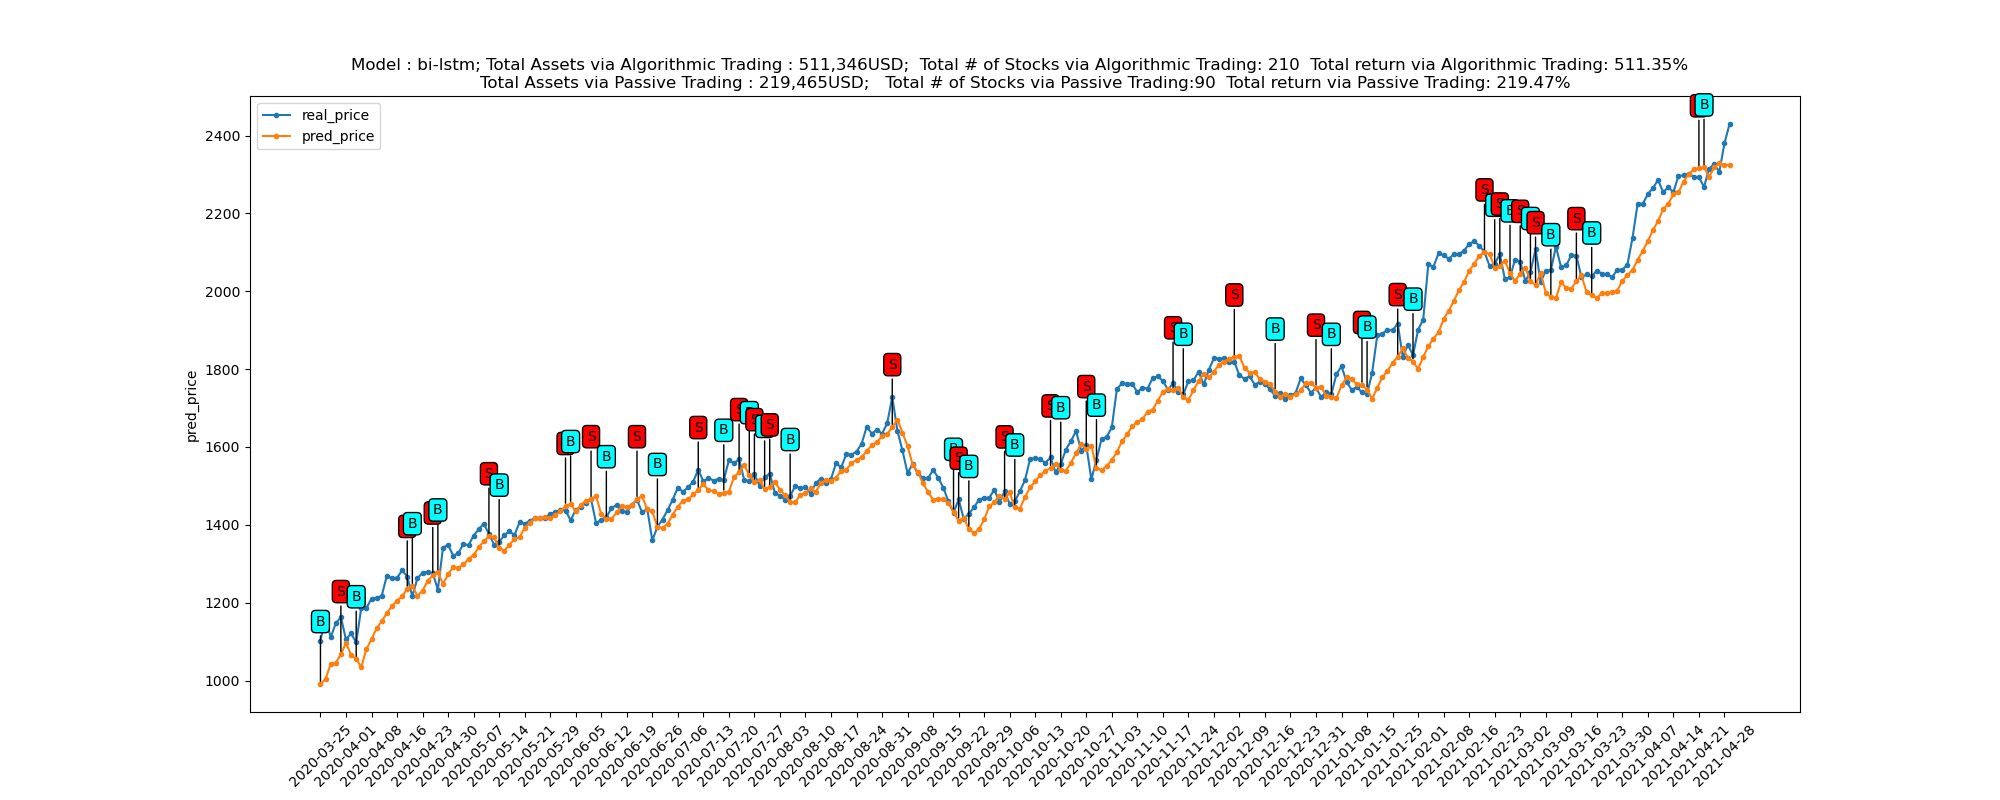 Model : bi-lstm; Total Assets via Algorithmic Trading : 511,346USD;  Total # of Stocks via Algorithmic Trading: 210  Total return via Algorithmic Trading: 511.35%
Total Assets via Passive Trading : 219,465USD;   Total # of Stocks via Passive Trading:90  Total return via Passive Trading: 219.47%
real_price
pred_price
2400
2200
2000
1800
1600
1400
1200
1000
pred_price
B
S
B
B
B
S
B
B
S
B
S
B
S
B
B
S
S
B
S
S
B
B
S
B
S
B
S
B
S
B
S
B
S
B
B
S
B
S
S
B
S
B
B
2020-03-25
2020-04-01
2020-04-08
2020-04-16
2020-04-23
2020-04-30
2020-05-07
2020-05-14
2020-05-21
2020-05-29
2020-06-05
2020-06-12
2020-06-19
2020-06-26
2020-07-06
2020-07-13
2020-07-20
2020-07-27
2020-08-03
2020-08-10
2020-08-17
2020-08-24
2020-08-31
2020-09-08
2020-09-15
2020-09-22
2020-09-29
2020-10-06
2020-10-13
2020-10-20
2020-10-27
2020-11-03
2020-11-10
2020-11-17
2020-11-24
2020-12-02
2020-12-09
2020-12-16
2020-12-23
2020-12-31
2021-01-08
2021-01-15
2021-01-25
2021-02-01
2021-02-08
2021-02-16
2021-02-23
2021-03-02
2021-03-09
2021-03-16
2021-03-23
2021-03-30
2021-04-07
2021-04-14
2021-04-21
2021-04-28